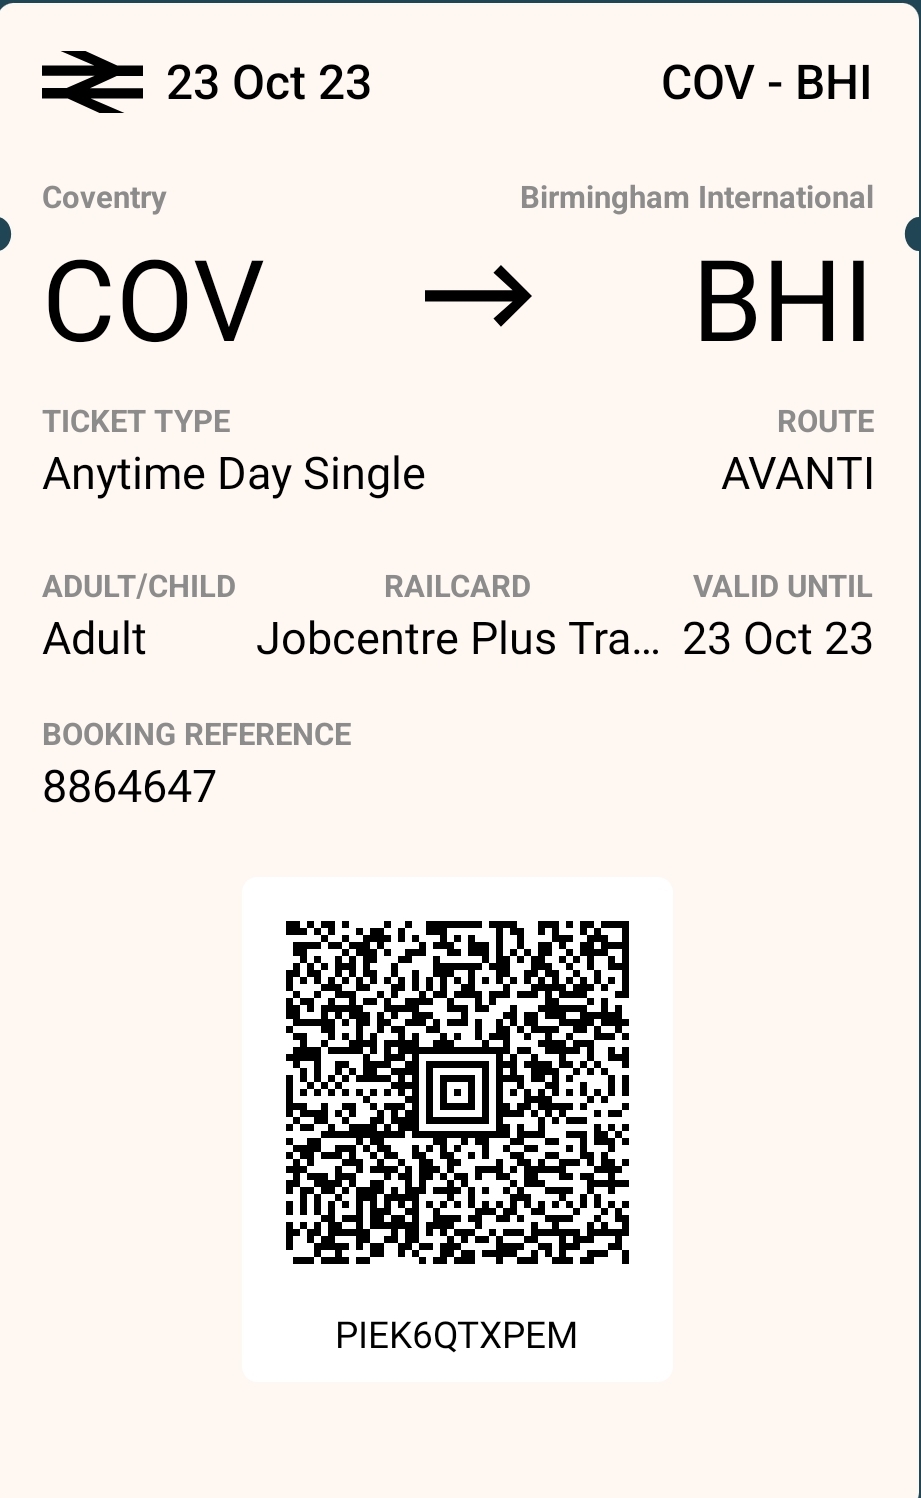 23 Oct 23 COV - BHI
Coventry Birmingham International
COV → BHI
TICKET TYPE ROUTE
Anytime Day Single AVANTI
ADULT/CHILD RAILCARD VALID UNTIL
Adult Jobcentre Plus Tra... 23 Oct 23
BOOKING REFERENCE
8864647
PIEK6QTXPEM